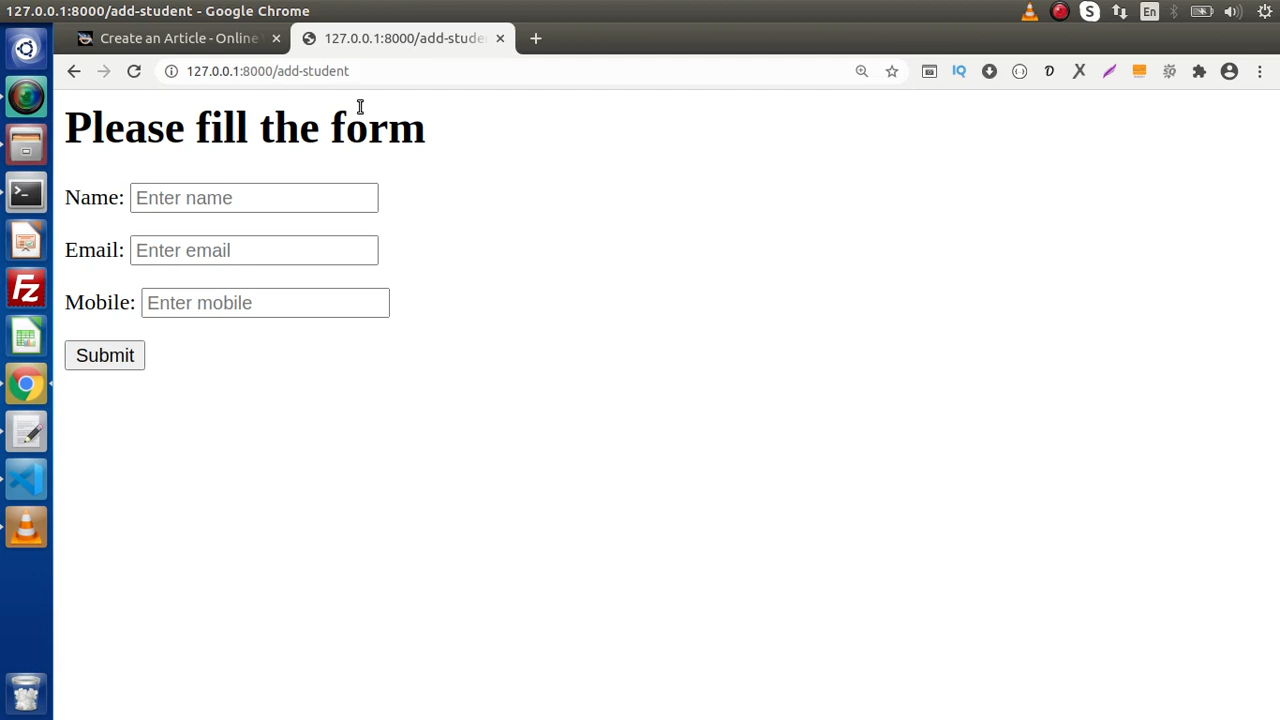 127.0.0.1:8000/add-student - Google Chrome
En
Create an Article - Online
127.0.0.1:8000/add-stude
127.0.0.1:8000/add-student
IQ
Please fill the form
Name: Enter name
Email: Enter email
Mobile: Enter mobile
Submit